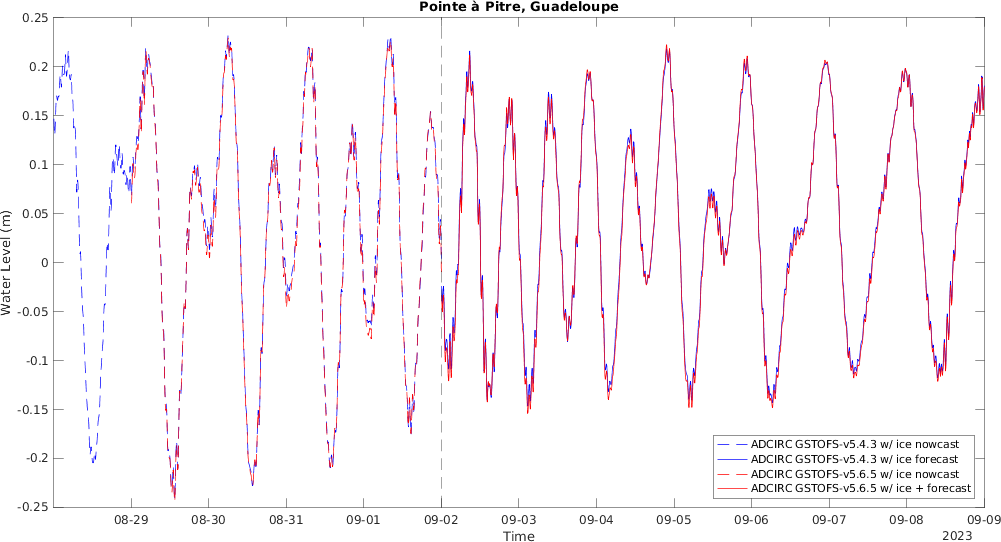 Pointe à Pitre, Guadeloupe
0.25
0.2
0.15
0.1
0.05
0
-0.05
-0.1
-0.15
-0.2
-0.25
Water Level (m)
ADCIRC GSTOFS-v5.4.3 w/ ice nowcast
ADCIRC GSTOFS-v5.4.3 w/ ice forecast
ADCIRC GSTOFS-v5.6.5 w/ ice nowcast
ADCIRC GSTOFS-v5.6.5 w/ ice + forecast
08-29 08-30 08-31 09-01 09-02 09-03 09-04 09-05 09-06 09-07 09-08 09-09
Time
2023